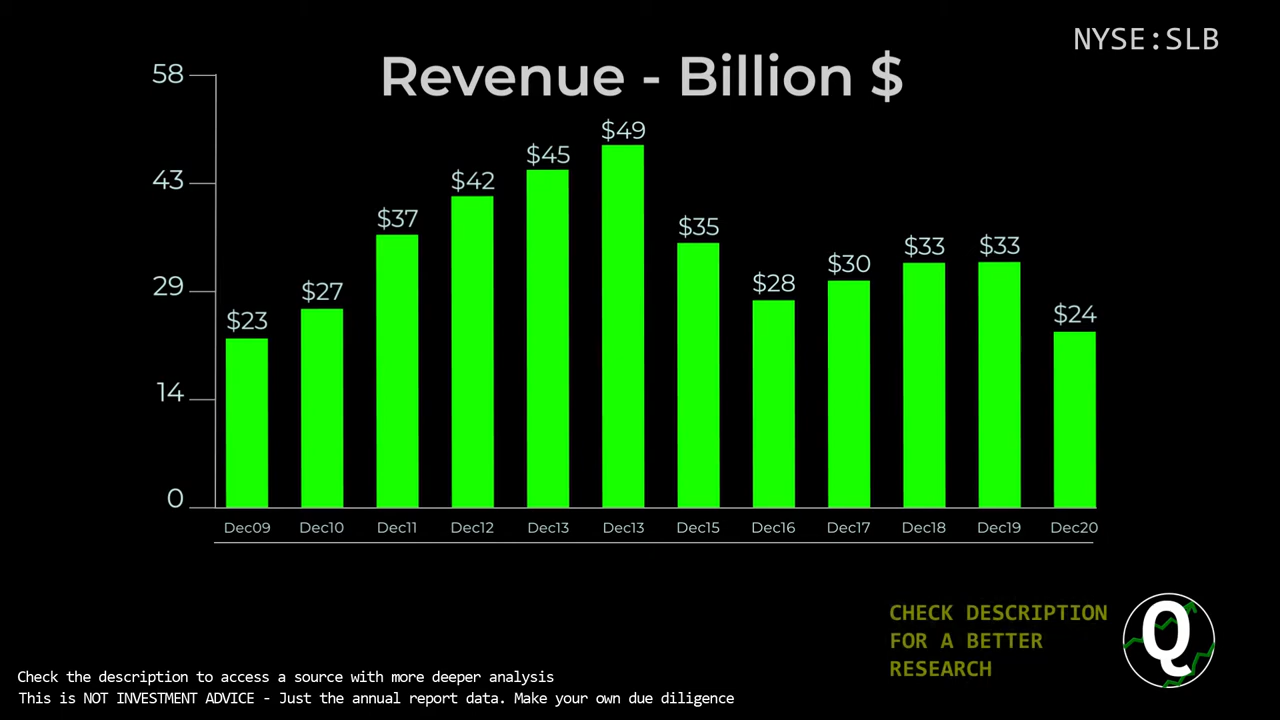 NYSE:SLB
Revenue - Billion $
58
43
29
14
0
$23
$27
$37
$42
$45
$49
$35
$28
$30
$33
$33
$24
Dec09
Dec10
Dec11
Dec12
Dec13
Dec13
Dec15
Dec16
Dec17
Dec18
Dec19
Dec20
CHECK DESCRIPTION
FOR A BETTER
RESEARCH
Q
Check the description to access a source with more deeper analysis
This is NOT INVESTMENT ADVICE - Just the annual report data. Make your own due diligence